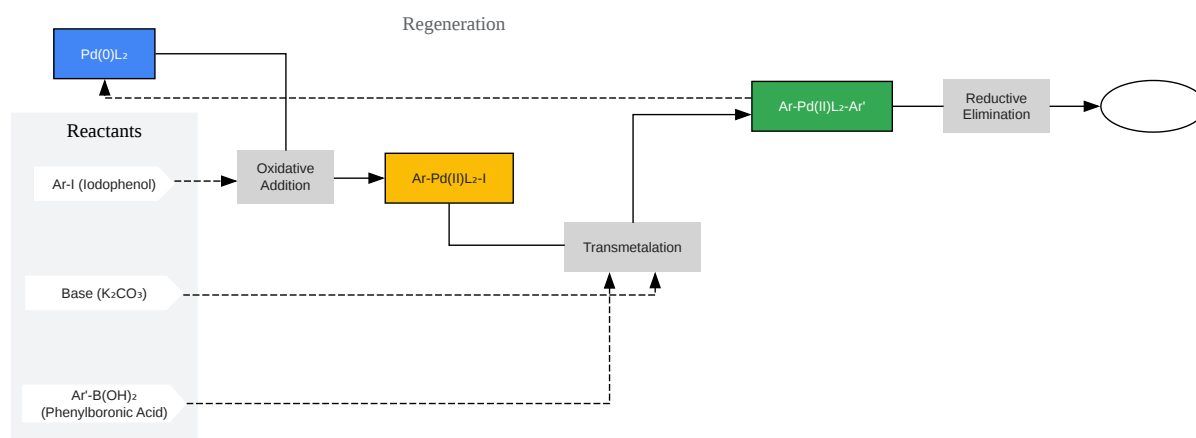 Regeneration
Pd(0)L₂
Reactants
Ar-I (Iodophenol)
Oxidative
Addition
Ar-Pd(II)L₂-I
Ar-Pd(II)L₂-Ar'
Reductive
Elimination
Transmetalation
Base (K₂CO₃)
Ar'-B(OH)₂
(Phenylboronic Acid)